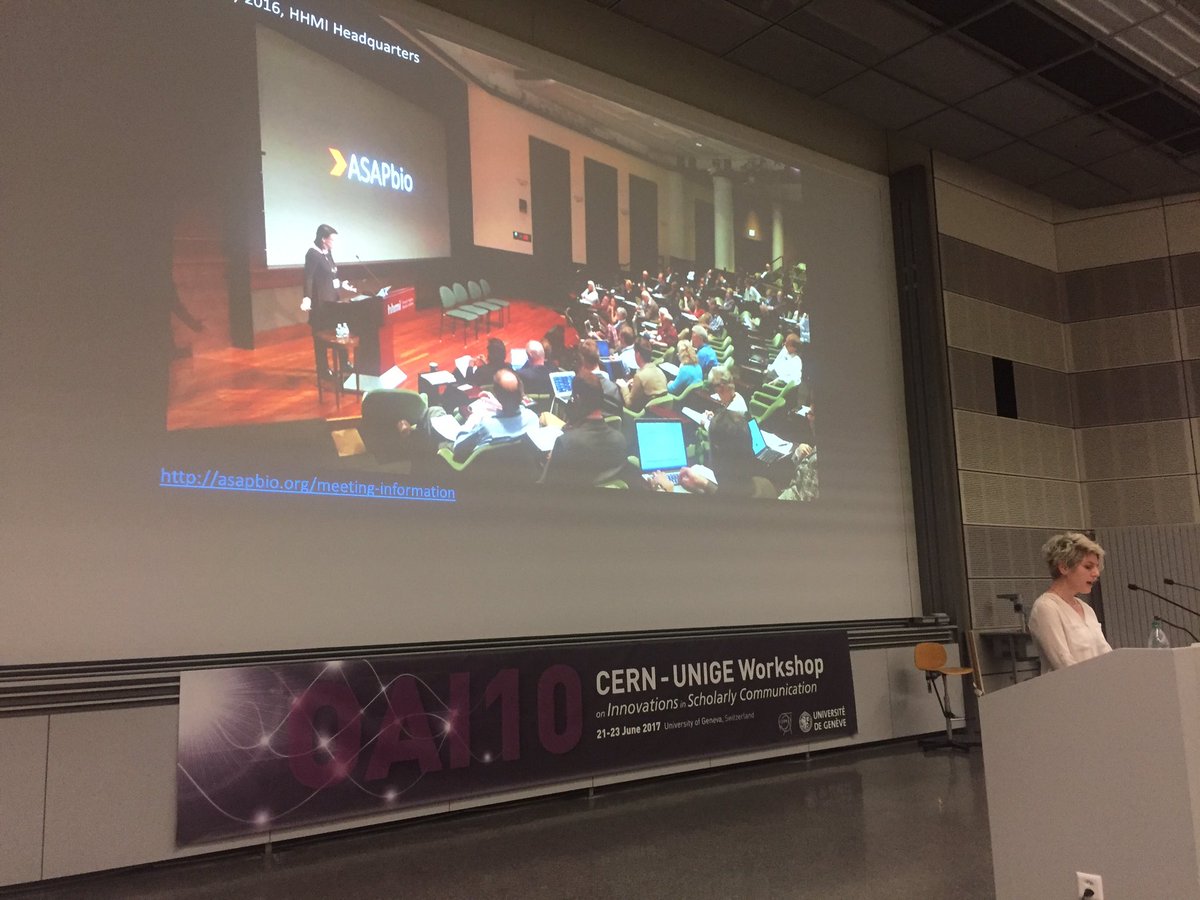 2016, HHMI Headquarters
ASAPbio
hhmi
http://asapbio.org/meeting-information
OAI10
CERN - UNIGE Workshop
on Innovations in Scholarly Communication
21-23 June 2017 University of Geneva, Switzerland
UNIVERSITÉ
DE GENÈVE